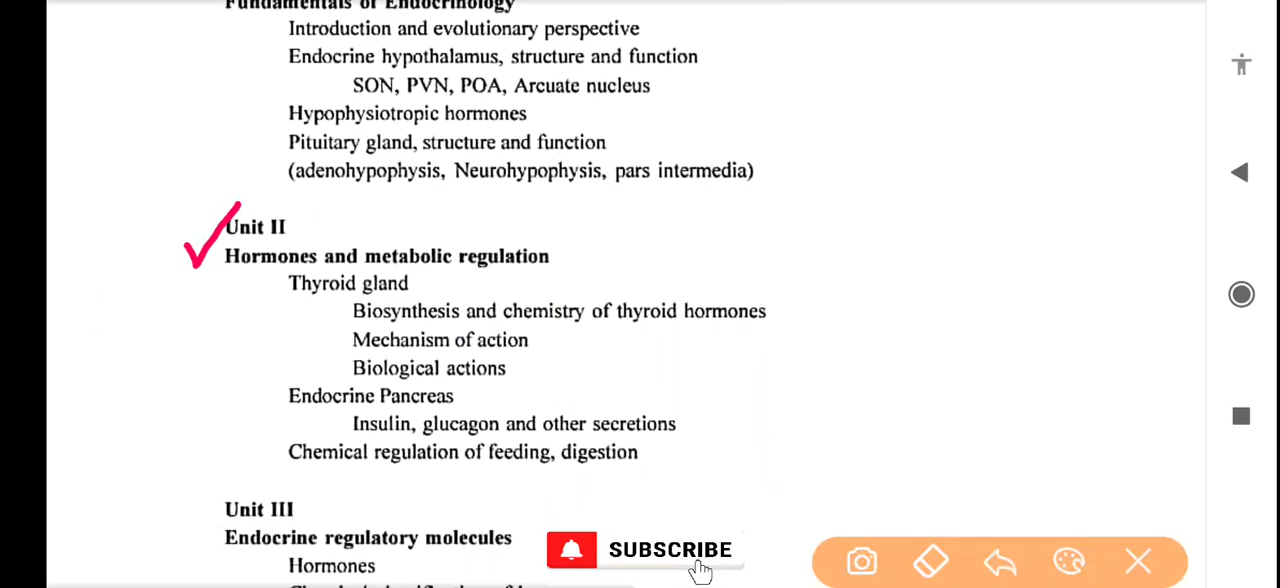 Fundamentals of Endocrinology
Introduction and evolutionary perspective
Endocrine hypothalamus, structure and function
SON, PVN, POA, Arcuate nucleus
Hypophysiotropic hormones
Pituitary gland, structure and function
(adenohypophysis, Neurohypophysis, pars intermedia)
Unit II
Hormones and metabolic regulation
Thyroid gland
Biosynthesis and chemistry of thyroid hormones
Mechanism of action
Biological actions
Endocrine Pancreas
Insulin, glucagon and other secretions
Chemical regulation of feeding, digestion
Unit III
Endocrine regulatory molecules
Hormones
SUBSCRIBE